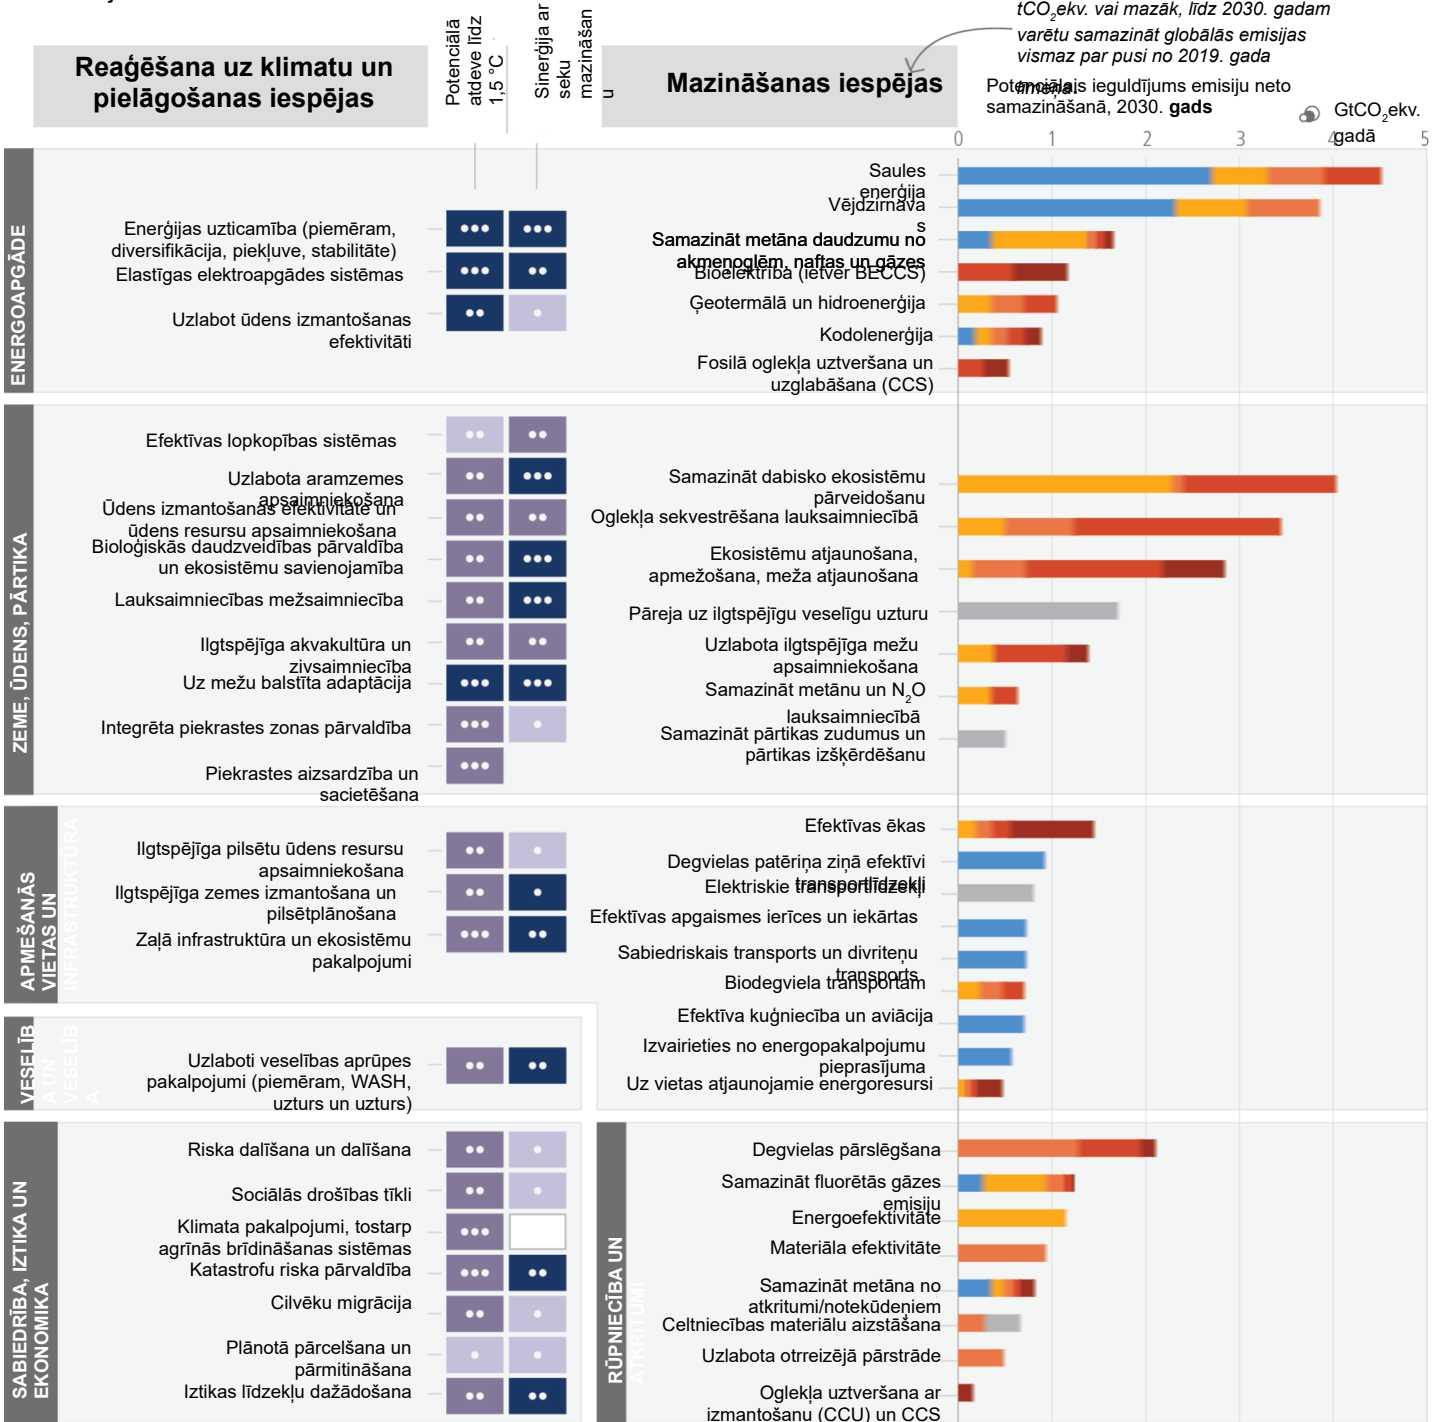 tCO2ekv. vai mazāk, līdz 2030. gadam
varētu samazināt globālās emisijas
vismaz par pusi no 2019. gada
līmeņa.
Reaģēšana uz klimatu un
pielāgošanas iespējas
Potenciālā
atdeve līdz
1,5 °C
Sinerģija ar
seku
mazināšan
u
Mazināšanas iespējas
Potenciālais ieguldījums emisiju neto
samazināšanā, 2030. gads
GtCO2ekv.
gadā
0 1 2 3 4 5
ENERGOAPGĀDE
Enerģijas uzticamība (piemēram,
diversifikācija, piekļuve, stabilitāte)
Elastīgas elektroapgādes sistēmas
Uzlabot ūdens izmantošanas
efektivitāti
Saules
enerģija
Vējdzirnava
s
Samazināt metāna daudzumu no
akmenoglēm, naftas un gāzes
Bioelektrība (ietver BECCS)
Ģeotermālā un hidroenerģija
Kodolenerģija
Fosilā oglekļa uztveršana un
uzglabāšana (CCS)
ZEME, ŪDENS, PĀRTIKA
Efektīvas lopkopības sistēmas
Uzlabota aramzemes
apsaimniekošana
Ūdens izmantošanas efektivitāte un
ūdens resursu apsaimniekošana
Bioloģiskās daudzveidības pārvaldība
un ekosistēmu savienojamība
Lauksaimniecības mežsaimniecība
Ilgtspējīga akvakultūra un
zivsaimniecība
Uz mežu balstīta adaptācija
Integrēta piekrastes zonas pārvaldība
Piekrastes aizsardzība un
sacietēšana
Samazināt dabisko ekosistēmu
pārveidošanu
Oglekļa sekvestrēšana lauksaimniecībā
Ekosistēmu atjaunošana,
apmežošana, meža atjaunošana
Pāreja uz ilgtspējīgu veselīgu uzturu
Uzlabota ilgtspējīga mežu
apsaimniekošana
Samazināt metānu un N2O
lauksaimniecībā
Samazināt pārtikas zudumus un
pārtikas izšķērdēšanu
APMEŠANĀS
VIETAS UN
INFRASTRUKTŪRA
Ilgtspējīga pilsētu ūdens resursu
apsaimniekošana
Ilgtspējīga zemes izmantošana un
pilsētplānošana
Zaļā infrastruktūra un ekosistēmu
pakalpojumi
Efektīvas ēkas
Degvielas patēriņa ziņā efektīvi
transportlīdzekļi
Elektriskie transportlīdzekļi
Efektīvas apgaismes ierīces un iekārtas
Sabiedriskais transports un divriteņu
transports
Biodegviela transportam
Efektīva kuģniecība un aviācija
Izvairieties no energopakalpojumu
pieprasījuma
Uz vietas atjaunojamie energoresursi
VESELĪB
A UN
VESELĪB
A
Uzlaboti veselības aprūpes
pakalpojumi (piemēram, WASH,
uzturs un uzturs)
SABIEDRĪBA, IZTIKA UN
EKONOMIKA
Riska dalīšana un dalīšana
Sociālās drošības tīkli
Klimata pakalpojumi, tostarp
agrīnās brīdināšanas sistēmas
Katastrofu riska pārvaldība
Cilvēku migrācija
Plānotā pārcelšana un
pārmitināšana
Iztikas līdzekļu dažādošana
RŪPNIECĪBA UN
ATKRITUMI
Degvielas pārslēgšana
Samazināt fluorētās gāzes
emisiju
Energoefektivitāte
Materiāla efektivitāte
Samazināt metāna no
atkritumi/notekūdeņiem
Celtniecības materiālu aizstāšana
Uzlabota otrreizējā pārstrāde
Oglekļa uztveršana ar
izmantošanu (CCU) un CCS